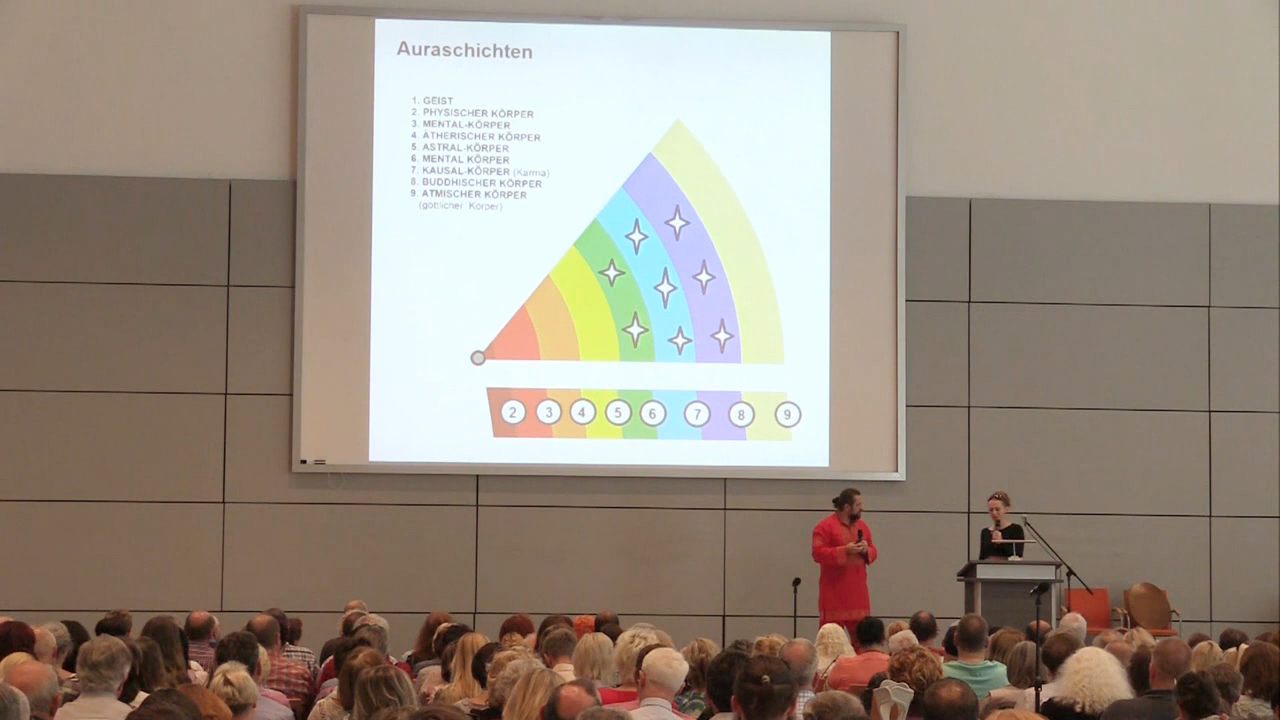 Auraschichten
1. GEIST
2. PHYSISCHER KÖRPER
3. MENTAL-KÖRPER
4. ÄTHERISCHER KÖRPER
5. ASTRAL-KÖRPER
6. MENTAL KÖRPER
7. KAUSAL-KÖRPER (Karma)
8. BUDDHISCHER KÖRPER
9. ATMISCHER KÖRPER
(göttlicher Körper)
2 3 4 5 6 7 8 9